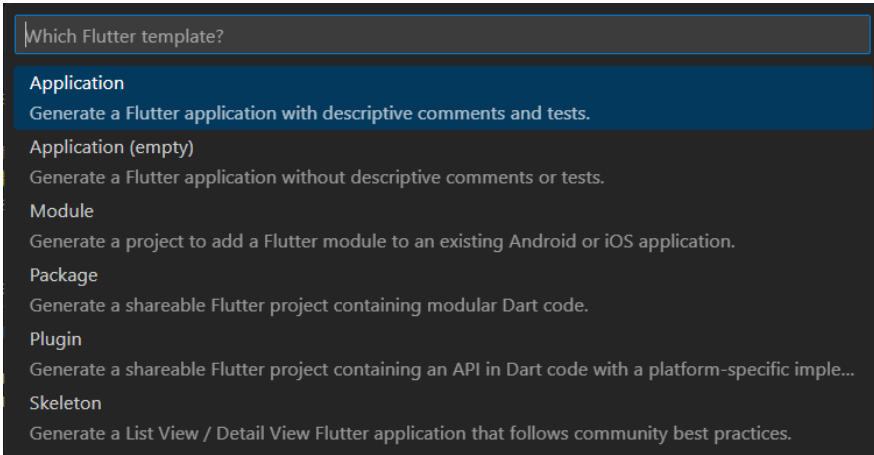 Which Flutter template?
Application
Generate a Flutter application with descriptive comments and tests.
Application (empty)
Generate a Flutter application without descriptive comments or tests.
Module
Generate a project to add a Flutter module to an existing Android or iOS application.
Package
Generate a shareable Flutter project containing modular Dart code.
Plugin
Generate a shareable Flutter project containing an API in Dart code with a platform-specific imple...
Skeleton
Generate a List View / Detail View Flutter application that follows community best practices.